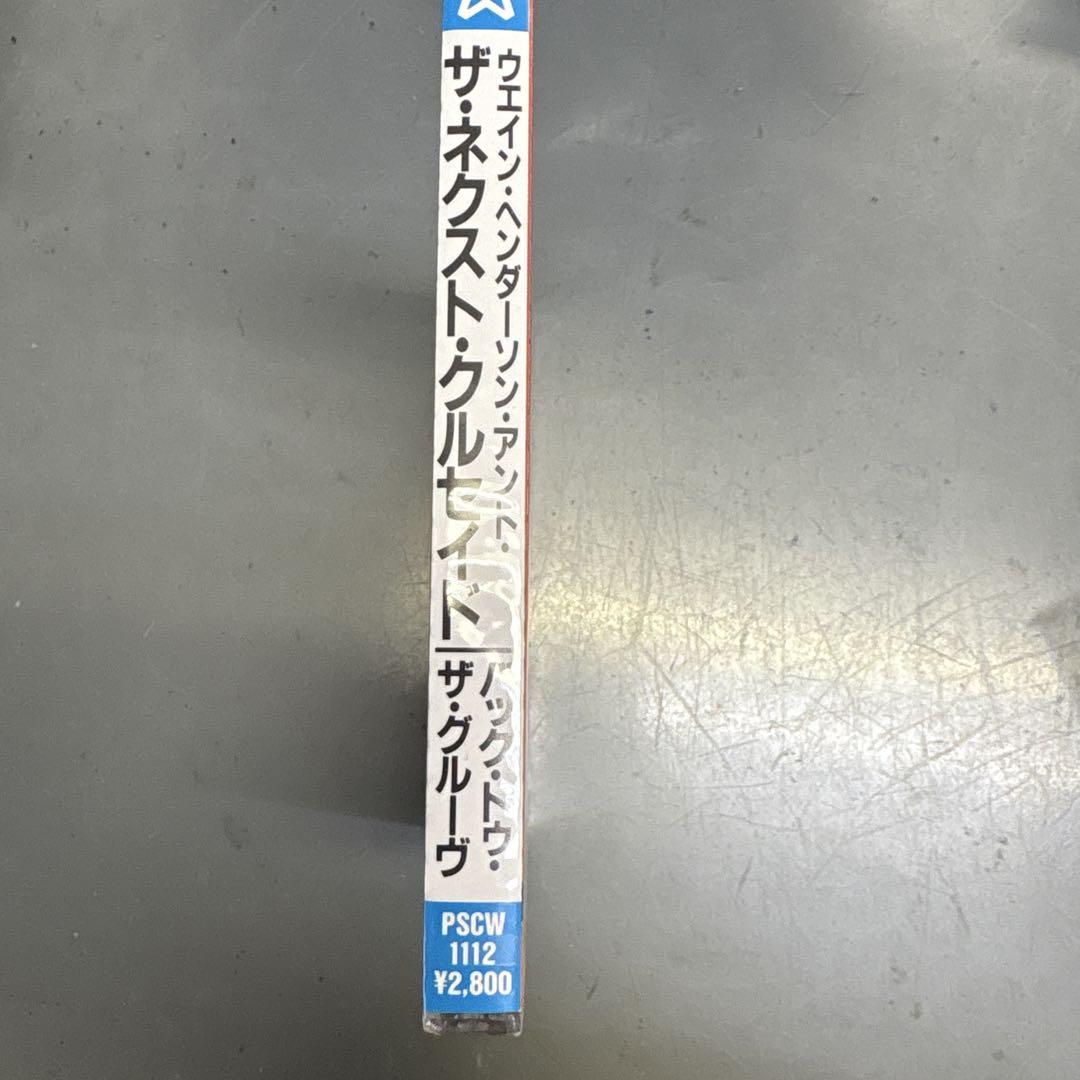 ウエイン・ヘンダーソン・アンド・
ザ・ネクスト・クルセイド
バック・トゥ・
ザ・グルーヴ
PSCW
1112
¥2,800